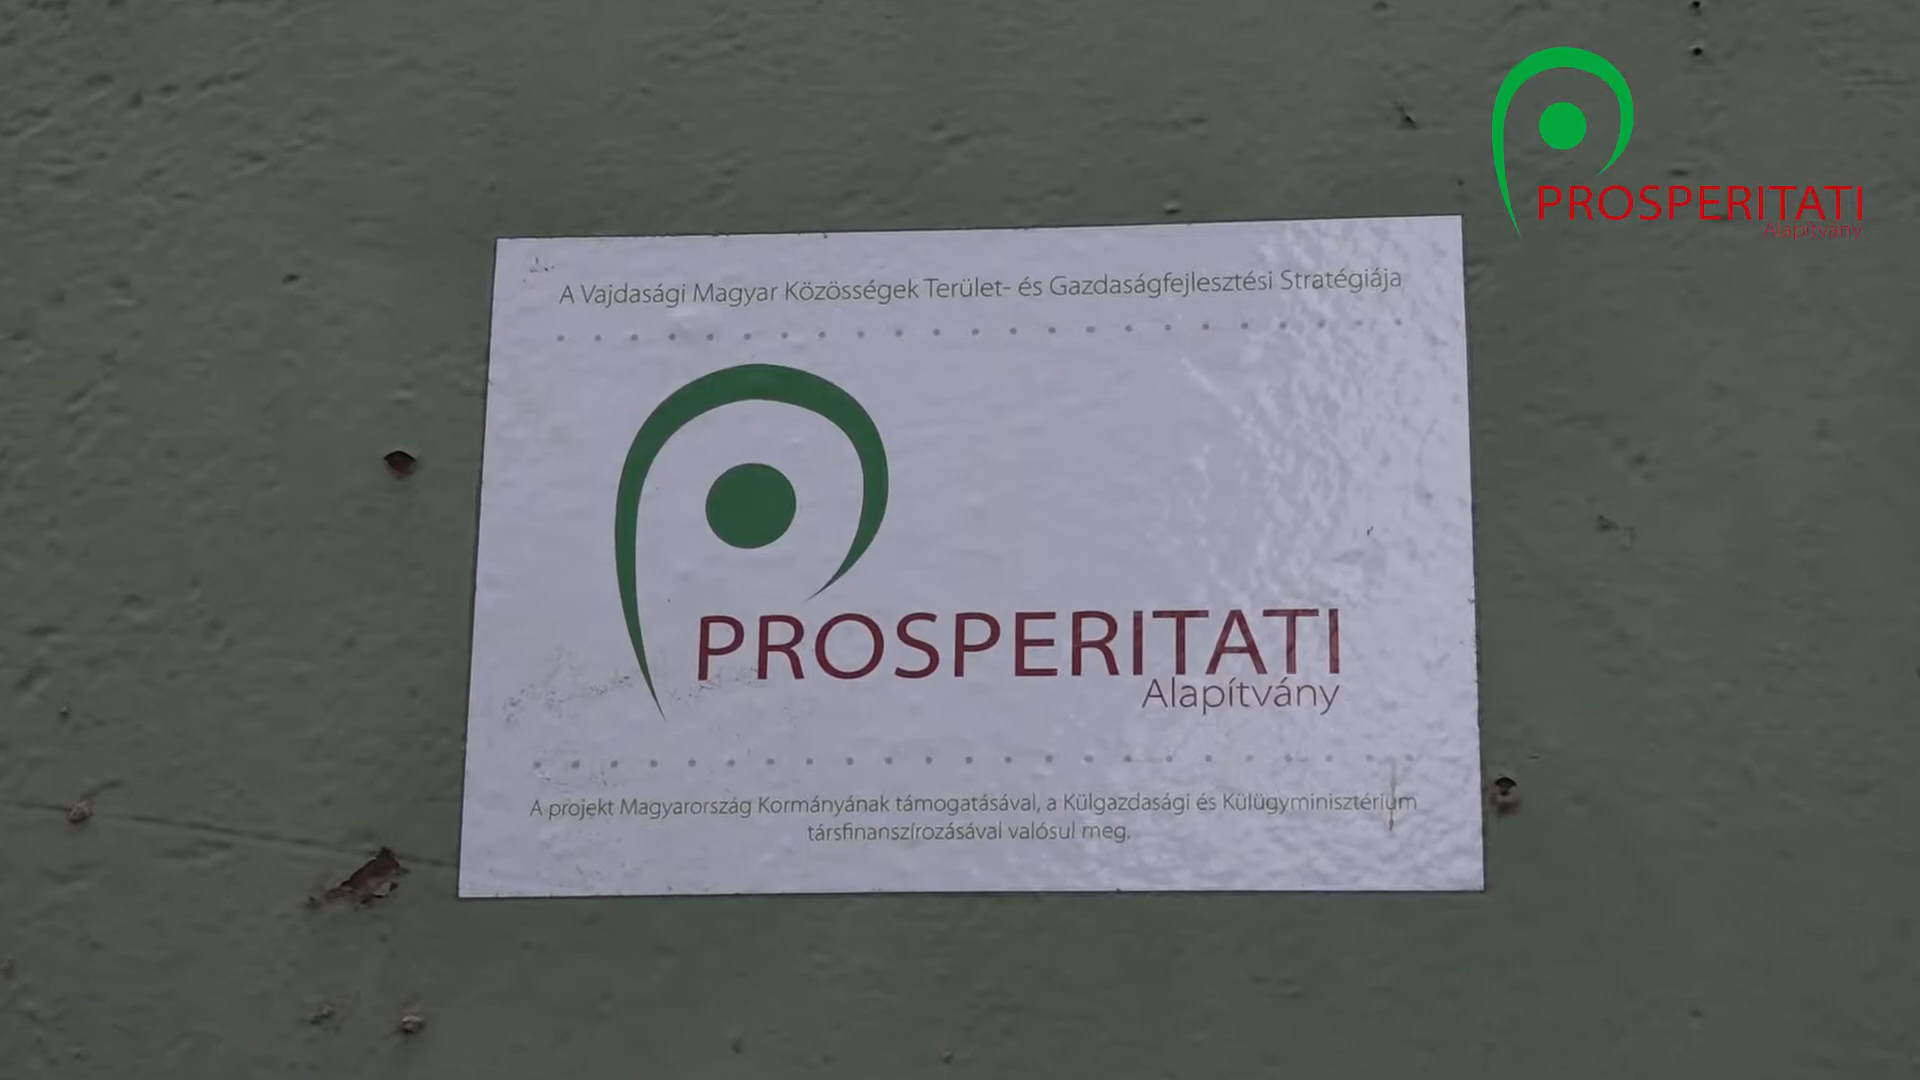 PROSPERITATI
Alapítvány
A Vajdasági Magyar Közösségek Terület- és Gazdaságfejlesztési Stratégiája
PROSPERITATI
Alapítvány
A projekt Magyarország Kormányának támogatásával, a Külgazdasági és Külügyminisztérium
társfinanszírozásával valósul meg.